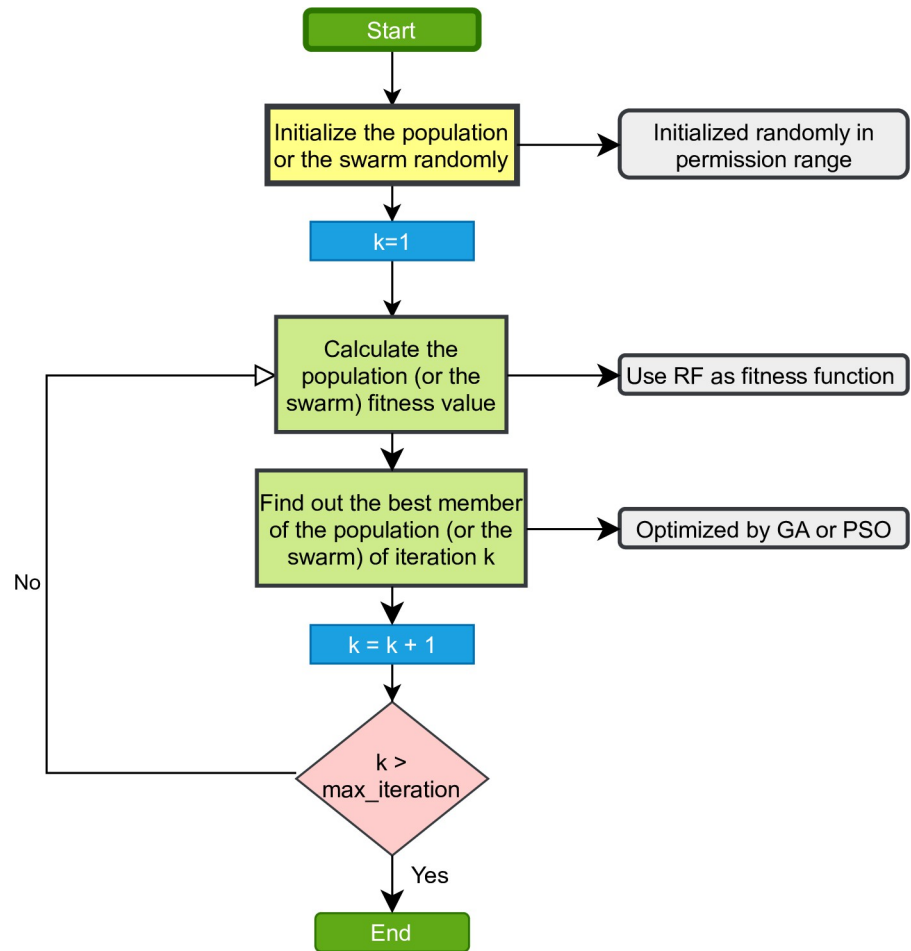 Start
Initialize the population
or the swarm randomly
Initialized randomly in
permission range
k=1
Calculate the
population (or the
swarm) fitness value
Use RF as fitness function
Find out the best member
of the population (or the
swarm) of iteration k
Optimized by GA or PSO
No
k = k + 1
k >
max_iteration
Yes
End